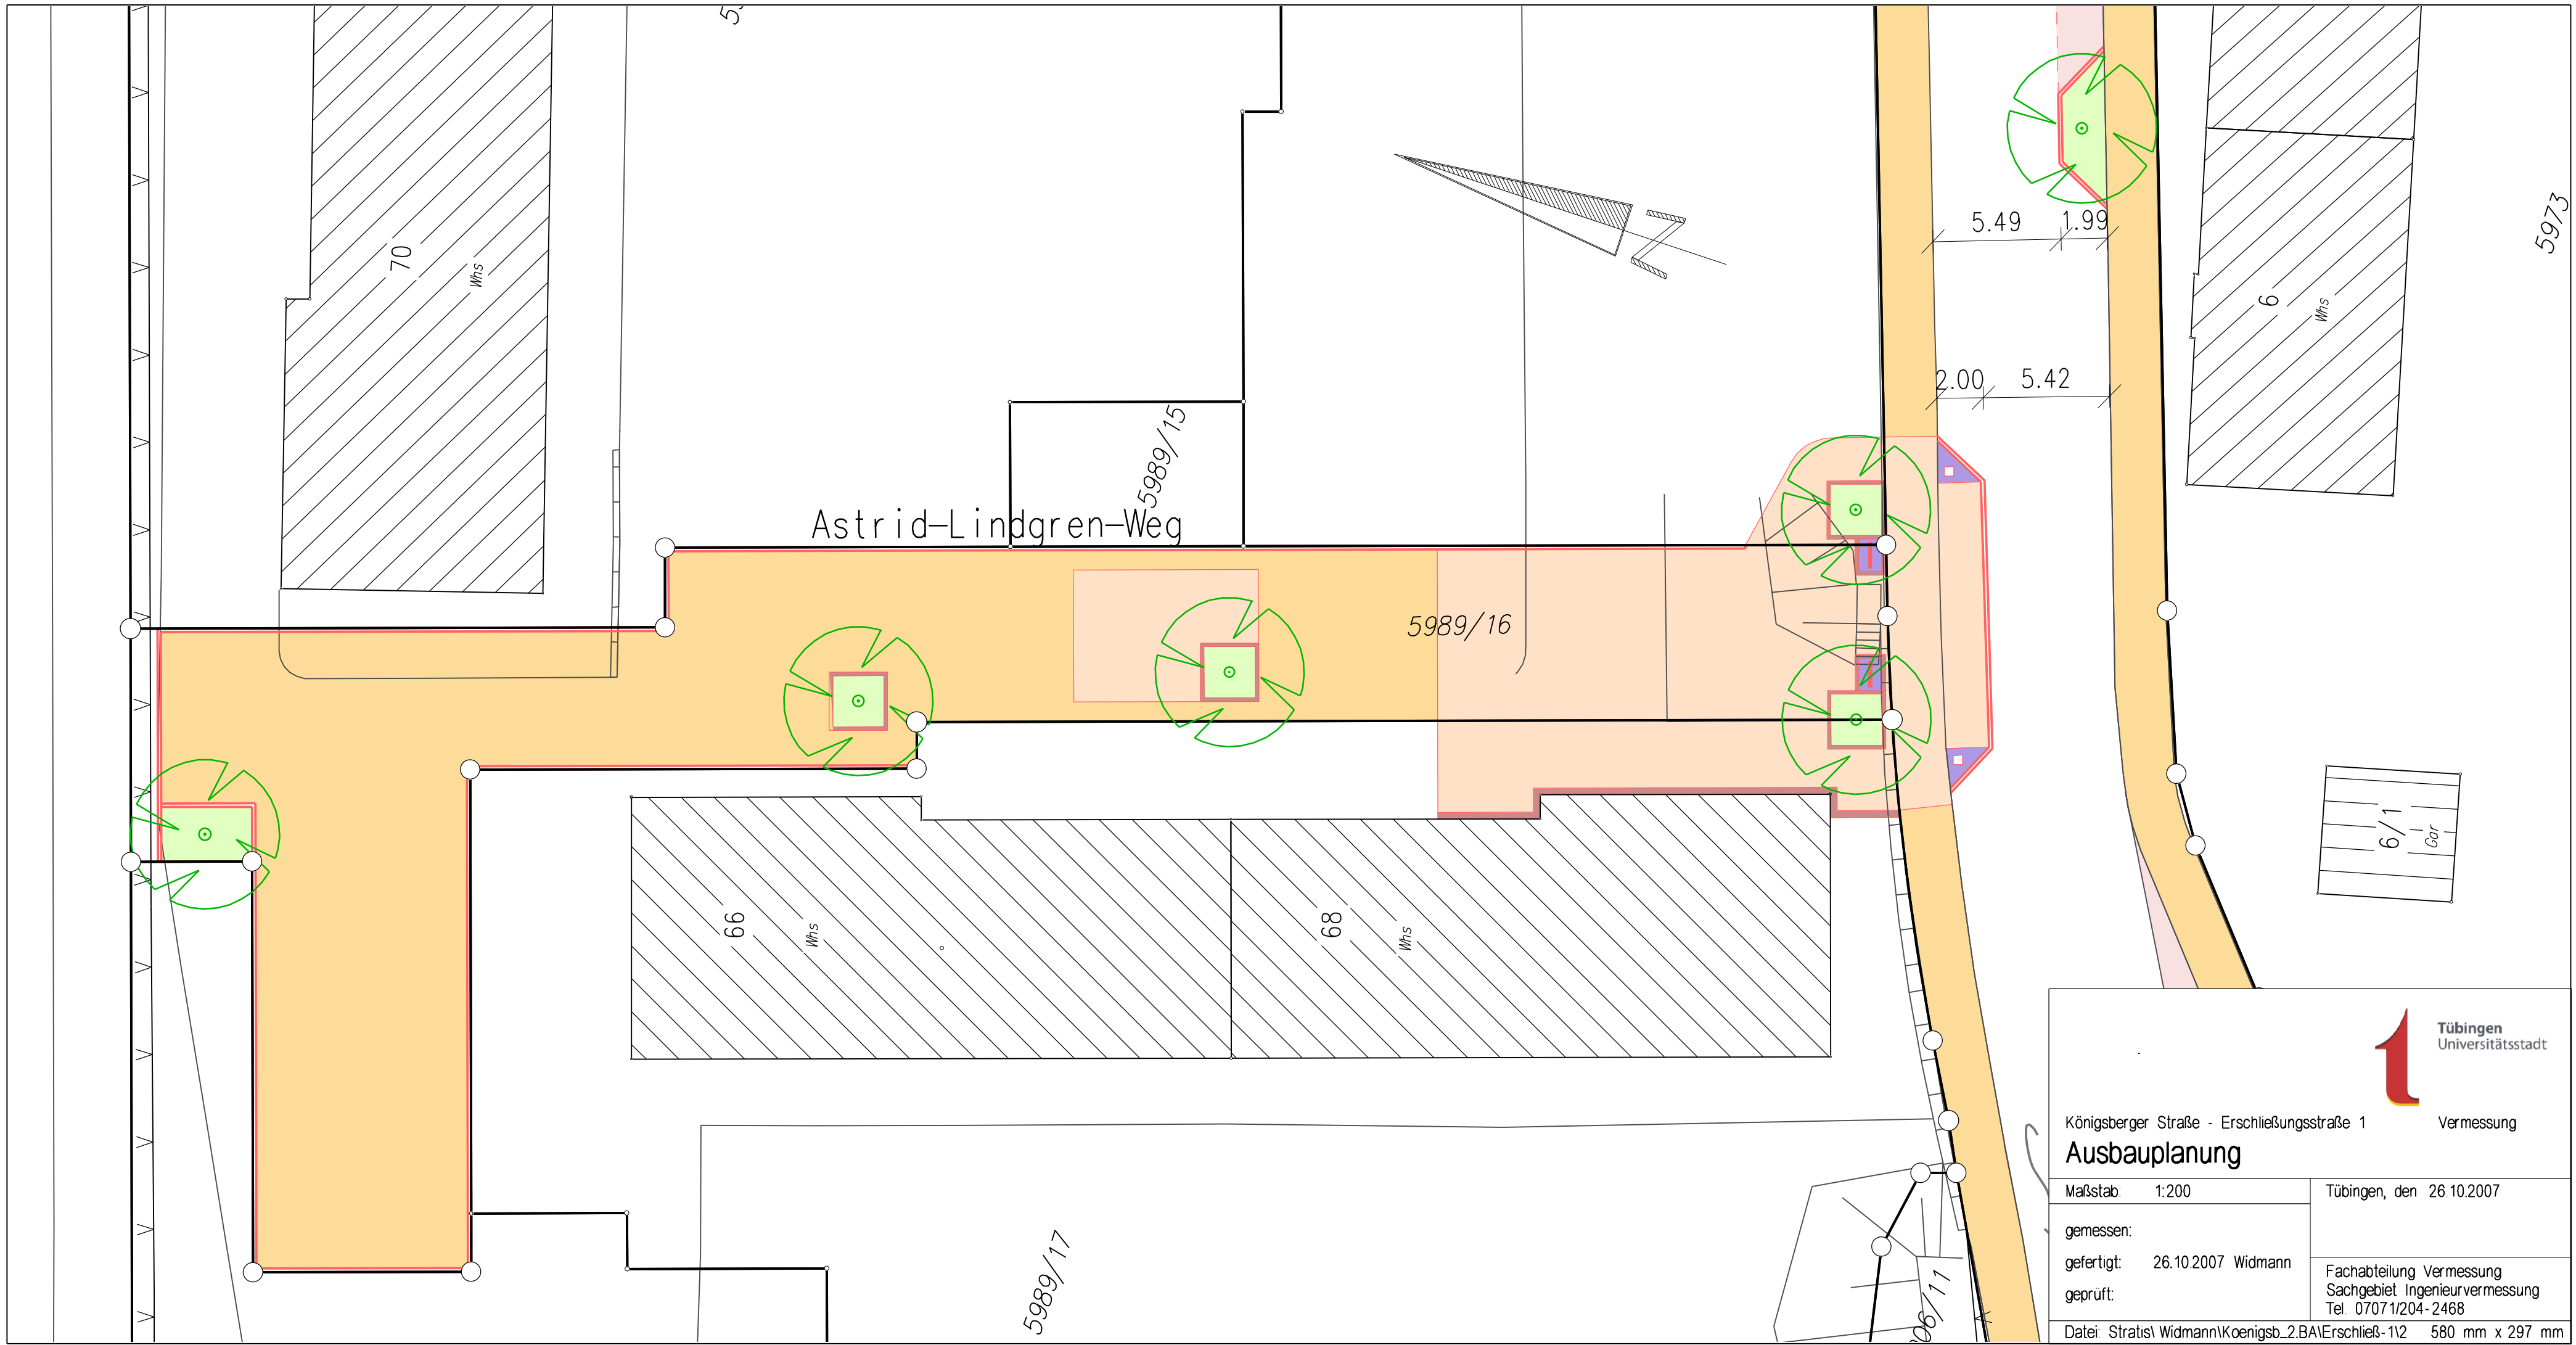 70
Whs
5989/15
Astrid-Lindgren-Weg
N
5989/16
5.49 1.99
2.00 5.42
6
Whs
5973
6/1
Gar
66
Whs
68
Whs
5989/17
06/11
Tübingen
Universitätsstadt
Königsberger Straße - Erschließungsstraße 1 Vermessung
Ausbauplanung
Maßstab: 1:200 Tübingen, den 26.10.2007
gemessen:
gefertigt: 26.10.2007 Widmann
geprüft:
Fachabteilung Vermessung
Sachgebiet Ingenieurvermessung
Tel. 07071/204-2468
Datei: Stratis\Widmann\Koenigsb_2.BA\Erschließ-1\2 580 mm x 297 mm